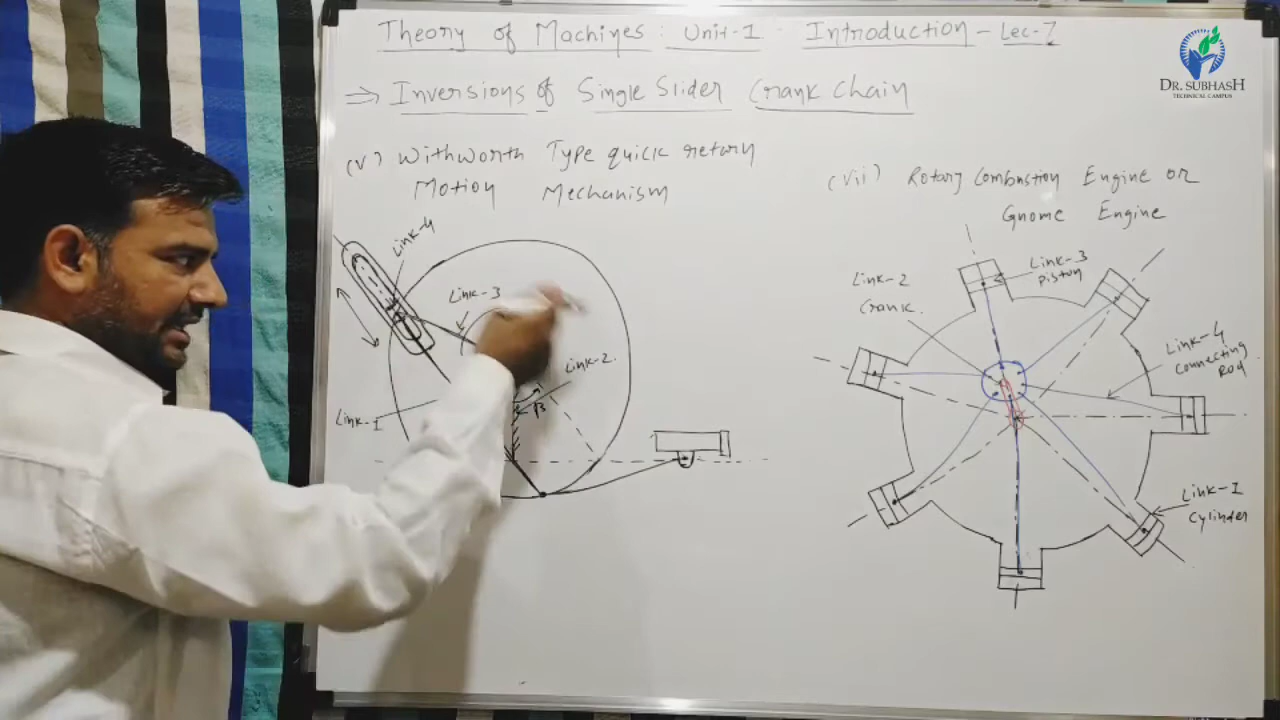 Theory of Machines: Unit-I. Introduction - Lec-7
DR. SUBHASH
TECHNICAL CAMPUS
⇒ Inversions of Single Slider Crank Chain
(v) Withworth Type quick retary
Motion Mechanism
Link-4
Link-3
Link-2
β
Link-1
(vii) Rotary Combustion Engine or
Gnome Engine
Link-3
piston
Link-2
Crank
Link-4
connecting
Rod
Link-1
Cylinder